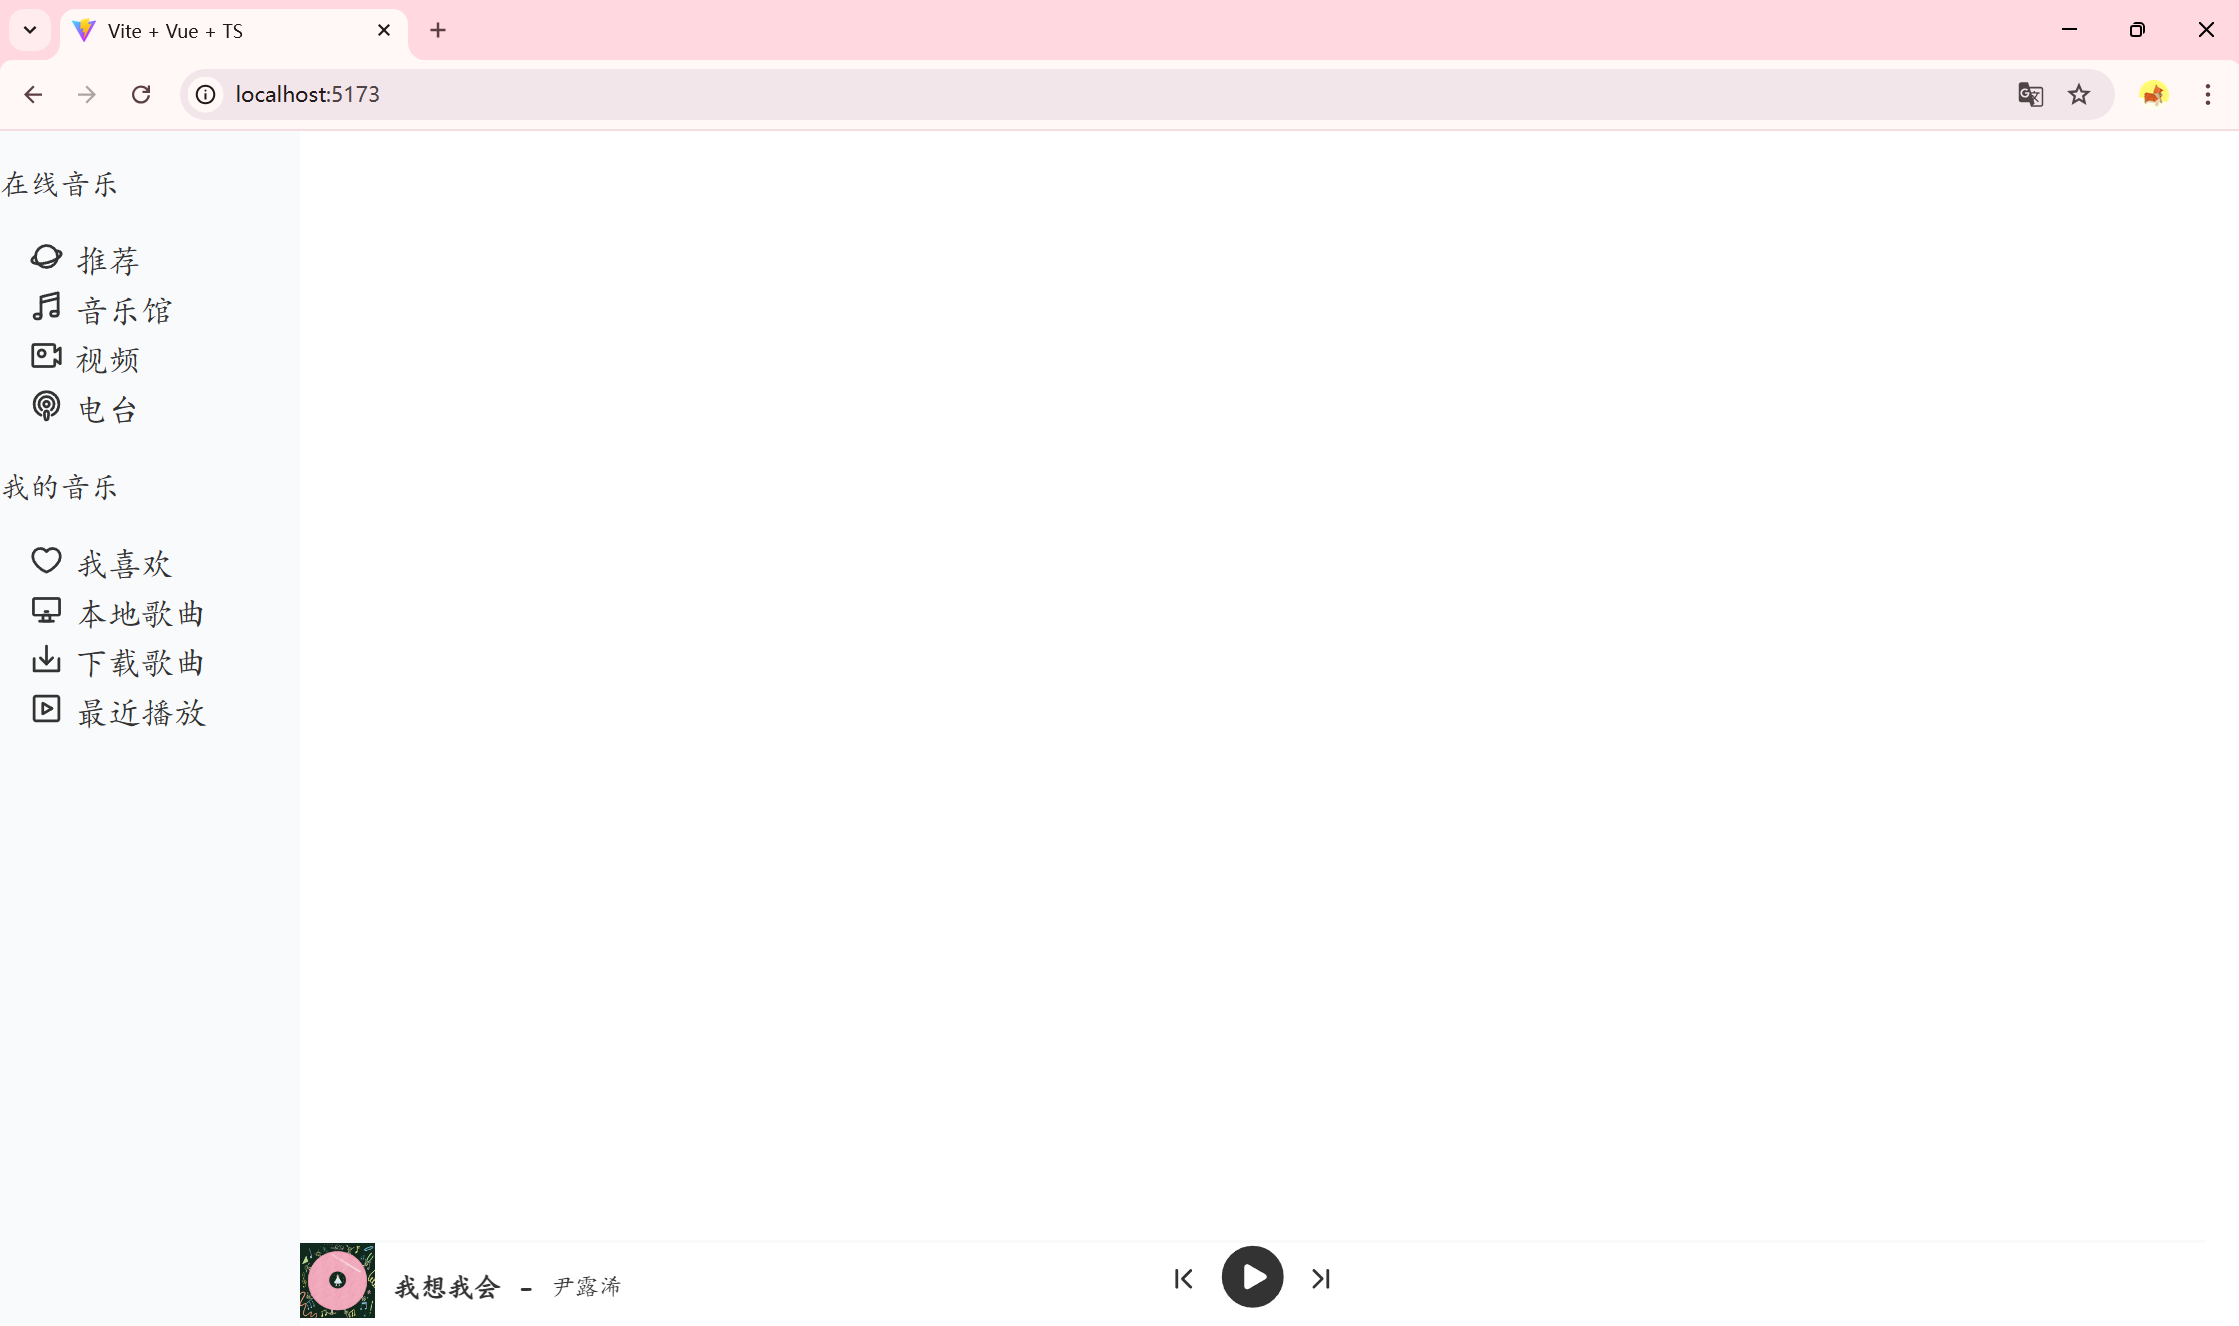 Vite + Vue + TS
localhost:5173
在线音乐
推荐
音乐馆
视频
电台
我的音乐
我喜欢
本地歌曲
下载歌曲
最近播放
我想我会 - 尹露浠